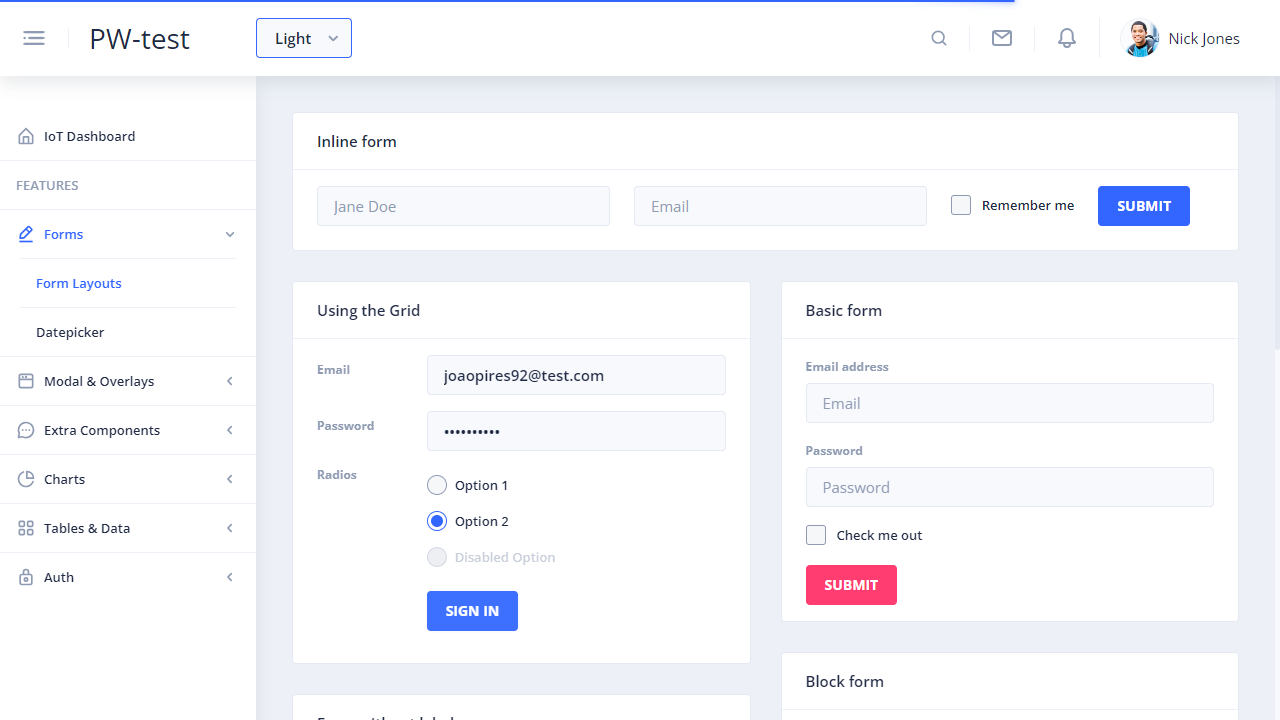 PW-test
Light
Nick Jones
IoT Dashboard
FEATURES
Forms
Form Layouts
Datepicker
Modal & Overlays
Extra Components
Charts
Tables & Data
Auth
Inline form
Jane Doe
Email
Remember me
SUBMIT
Using the Grid
Email
joaopires92@test.com
Password
••••••••••
Radios
Option 1
Option 2
Disabled Option
SIGN IN
Basic form
Email address
Email
Password
Password
Check me out
SUBMIT
Block form